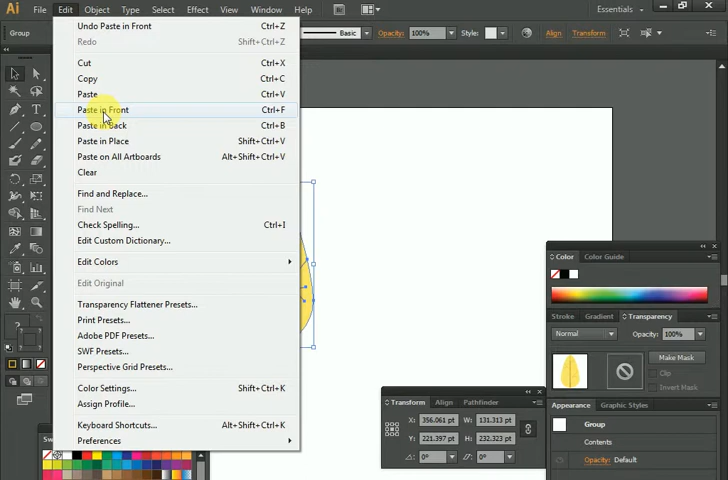 Ai File Edit Object Type Select Effect View Window Help Br Essentials
Group Basic Opacity: 100% Style: Align Transform
Undo Paste in Front Ctrl+Z
Redo Shift+Ctrl+Z
Cut Ctrl+X
Copy Ctrl+C
Paste Ctrl+V
Paste in Front Ctrl+F
Paste in Back Ctrl+B
Paste in Place Shift+Ctrl+V
Paste on All Artboards Alt+Shift+Ctrl+V
Clear
Find and Replace...
Find Next
Check Spelling... Ctrl+I
Edit Custom Dictionary...
Edit Colors
Edit Original
Transparency Flattener Presets...
Print Presets...
Adobe PDF Presets...
SWF Presets...
Perspective Grid Presets...
Color Settings... Shift+Ctrl+K
Assign Profile...
Keyboard Shortcuts... Alt+Shift+Ctrl+K
Preferences
Color Color Guide
Stroke Gradient Transparency
Normal Opacity: 100%
Make Mask
Clip
Invert Mask
Transform Align Pathfinder
X: 356.061 pt W: 131.313 pt
Y: 221.397 pt H: 232.323 pt
0° 0°
Appearance Graphic Styles
Group
Contents
Opacity: Default
Sw